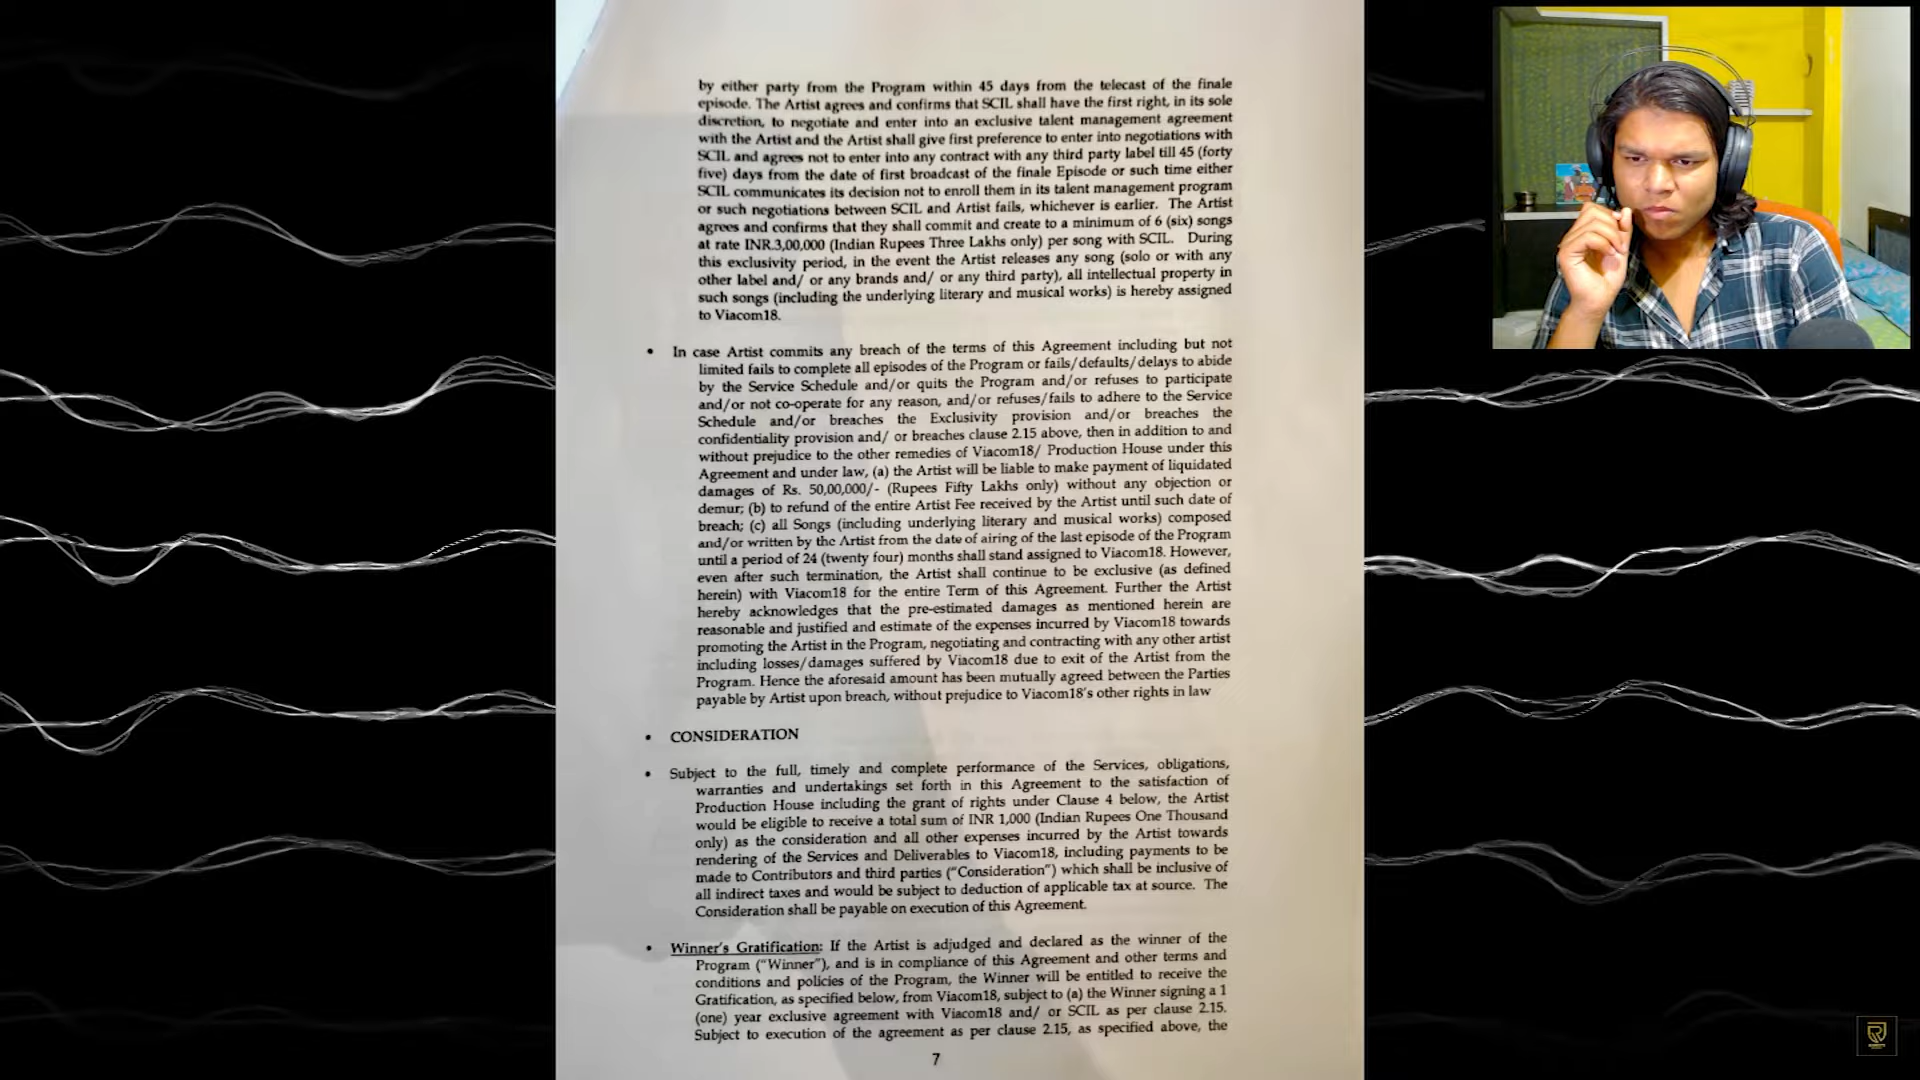 by either party from the Program within 45 days from the telecast of the finale
episode. The Artist agrees and confirms that SCIL shall have the first right, in its sole
discretion, to negotiate and enter into an exclusive talent management agreement
with the Artist and the Artist shall give first preference to enter into negotiations with
SCIL and agrees not to enter into any contract with any third party label till 45 (forty
five) days from the date of first broadcast of the finale Episode or such time either
SCIL communicates its decision not to enroll them in its talent management program
or such negotiations between SCIL and Artist fails, whichever is earlier. The Artist
agrees and confirms that they shall commit and create to a minimum of 6 (six) songs
at rate INR.3,00,000 (Indian Rupees Three Lakhs only) per song with SCIL. During
this exclusivity period, in the event the Artist releases any song (solo or with any
other label and/ or any brands and/ or any third party), all intellectual property in
such songs (including the underlying literary and musical works) is hereby assigned
to Viacom18.
• In case Artist commits any breach of the terms of this Agreement including but not
limited fails to complete all episodes of the Program or fails/defaults/delays to abide
by the Service Schedule and/or quits the Program and/or refuses to participate
and/or not co-operate for any reason, and/or refuses/fails to adhere to the Service
Schedule and/or breaches the Exclusivity provision and/or breaches the
confidentiality provision and/ or breaches clause 2.15 above, then in addition to and
without prejudice to the other remedies of Viacom18/ Production House under this
Agreement and under law, (a) the Artist will be liable to make payment of liquidated
damages of Rs. 50,00,000/- (Rupees Fifty Lakhs only) without any objection or
demur; (b) to refund of the entire Artist Fee received by the Artist until such date of
breach; (c) all Songs (including underlying literary and musical works) composed
and/or written by the Artist from the date of airing of the last episode of the Program
until a period of 24 (twenty four) months shall stand assigned to Viacom18. However,
even after such termination, the Artist shall continue to be exclusive (as defined
herein) with Viacom18 for the entire Term of this Agreement. Further the Artist
hereby acknowledges that the pre-estimated damages as mentioned herein are
reasonable and justified and estimate of the expenses incurred by Viacom18 towards
promoting the Artist in the Program, negotiating and contracting with any other artist
including losses/damages suffered by Viacom18 due to exit of the Artist from the
Program. Hence the aforesaid amount has been mutually agreed between the Parties
payable by Artist upon breach, without prejudice to Viacom18's other rights in law
• CONSIDERATION
• Subject to the full, timely and complete performance of the Services, obligations,
warranties and undertakings set forth in this Agreement to the satisfaction of
Production House including the grant of rights under Clause 4 below, the Artist
would be eligible to receive a total sum of INR 1,000 (Indian Rupees One Thousand
only) as the consideration and all other expenses incurred by the Artist towards
rendering of the Services and Deliverables to Viacom18, including payments to be
made to Contributors and third parties ("Consideration") which shall be inclusive of
all indirect taxes and would be subject to deduction of applicable tax at source. The
Consideration shall be payable on execution of this Agreement.
• Winner's Gratification: If the Artist is adjudged and declared as the winner of the
Program ("Winner"), and is in compliance of this Agreement and other terms and
conditions and policies of the Program, the Winner will be entitled to receive the
Gratification, as specified below, from Viacom18, subject to (a) the Winner signing a 1
(one) year exclusive agreement with Viacom18 and/ or SCIL as per clause 2.15.
Subject to execution of the agreement as per clause 2.15, as specified above, the
7